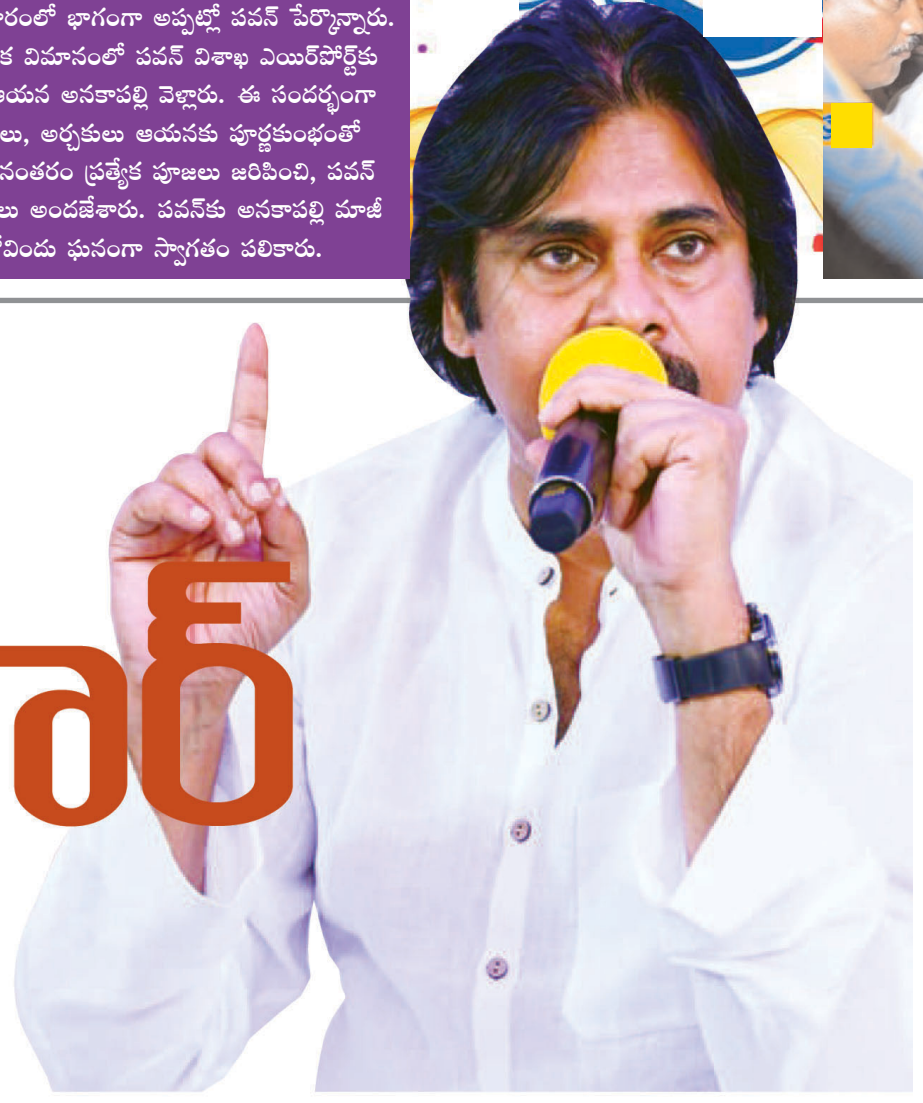 రంలో భాగంగా అప్పట్లో పవన్ పేర్కొన్నారు.
క విమానంలో పవన్ విశాఖ ఎయిర్‌పోర్ట్‌కు
ఆయన అనకాపల్లి వెళ్లారు. ఈ సందర్భంగా
లు, అర్చకులు ఆయనకు పూర్ణకుంభంతో
నంతరం ప్రత్యేక పూజలు జరిపించి, పవన్
లు అందజేశారు. పవన్‌కు అనకాపల్లి మాజీ
ోవిందు ఘనంగా స్వాగతం పలికారు.
ార్